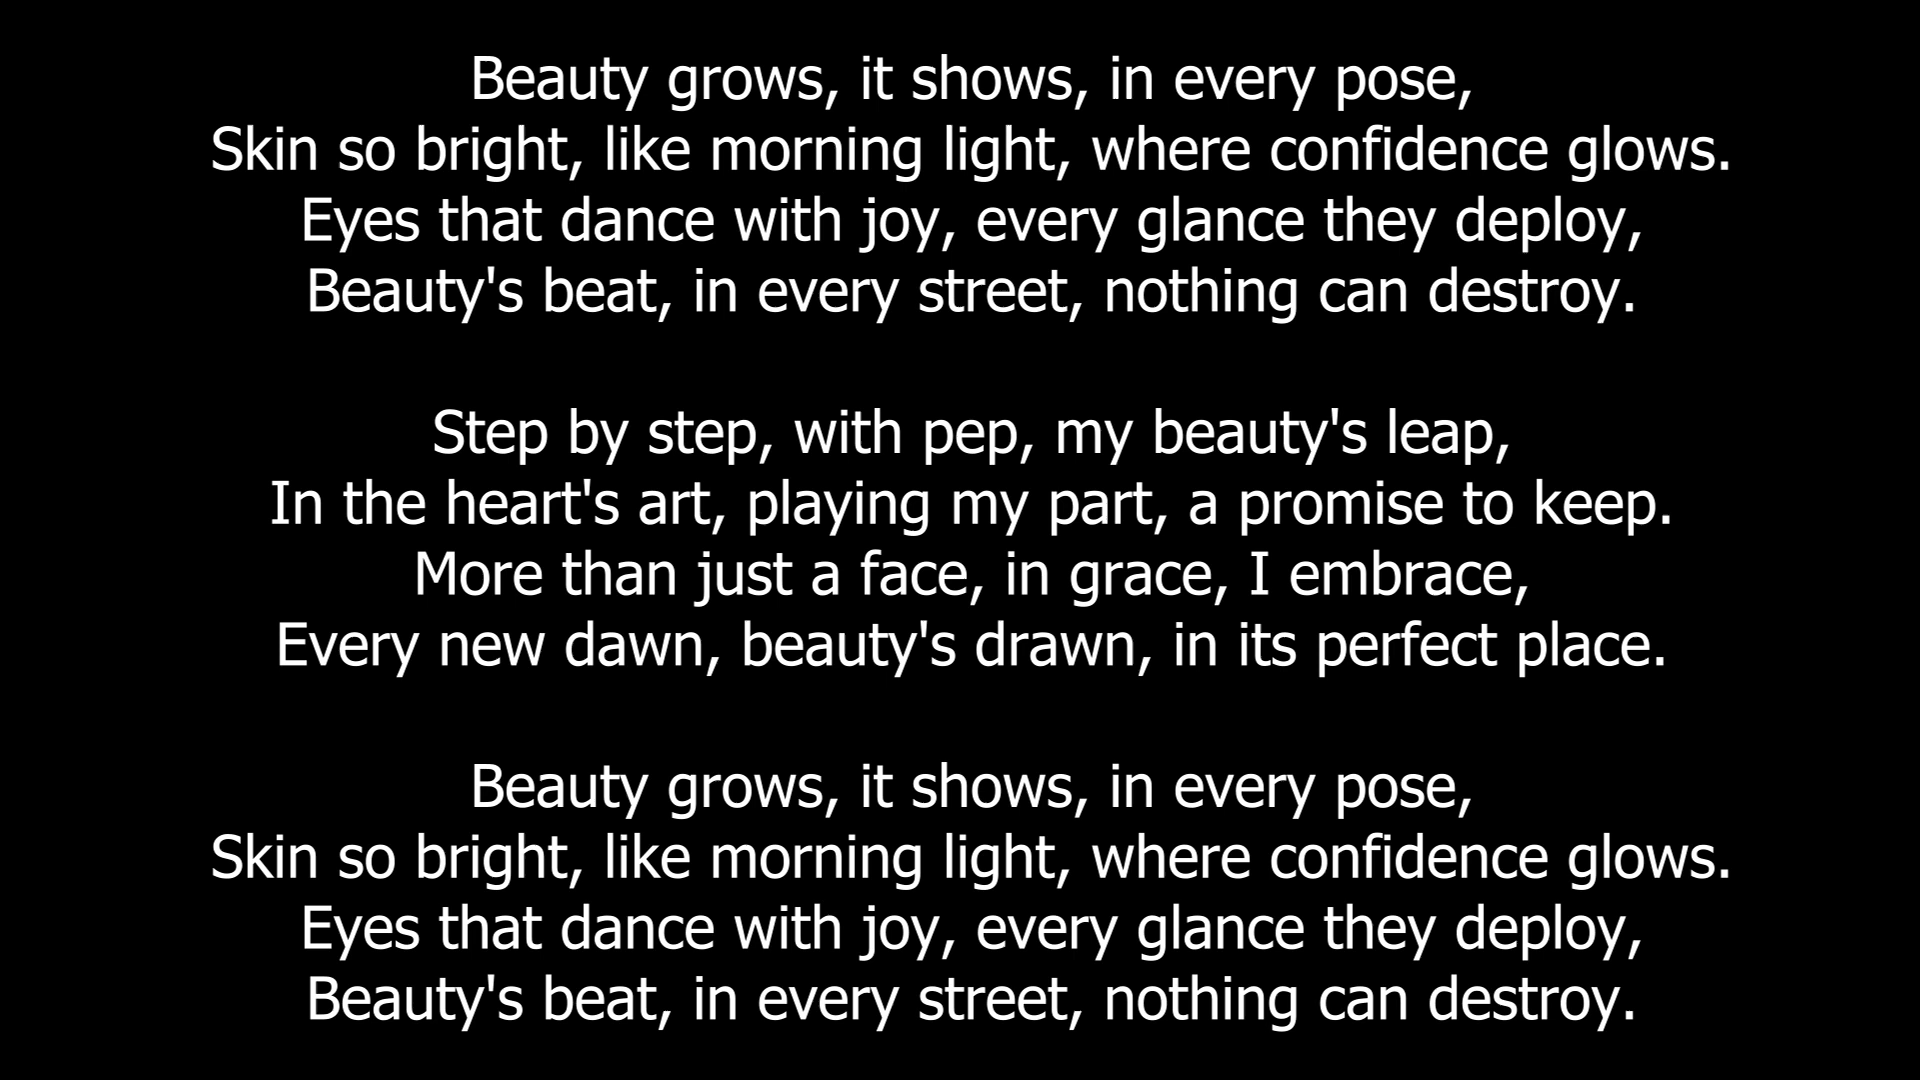 Beauty grows, it shows, in every pose,
Skin so bright, like morning light, where confidence glows.
Eyes that dance with joy, every glance they deploy,
Beauty's beat, in every street, nothing can destroy.

Step by step, with pep, my beauty's leap,
In the heart's art, playing my part, a promise to keep.
More than just a face, in grace, I embrace,
Every new dawn, beauty's drawn, in its perfect place.

Beauty grows, it shows, in every pose,
Skin so bright, like morning light, where confidence glows.
Eyes that dance with joy, every glance they deploy,
Beauty's beat, in every street, nothing can destroy.